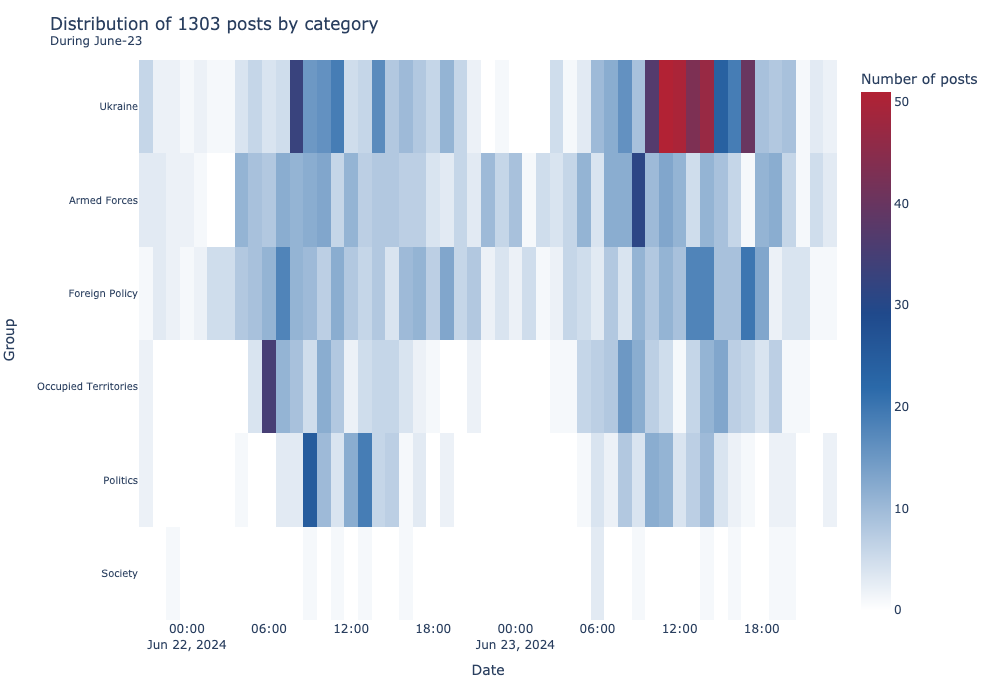 Distribution of 1303 posts by category
During June-23
Number of posts
50
40
30
20
10
0
Group
Ukraine
Armed Forces
Foreign Policy
Occupied Territories
Politics
Society
00:00 06:00 12:00 18:00 00:00 06:00 12:00 18:00
Jun 22, 2024 Jun 23, 2024
Date